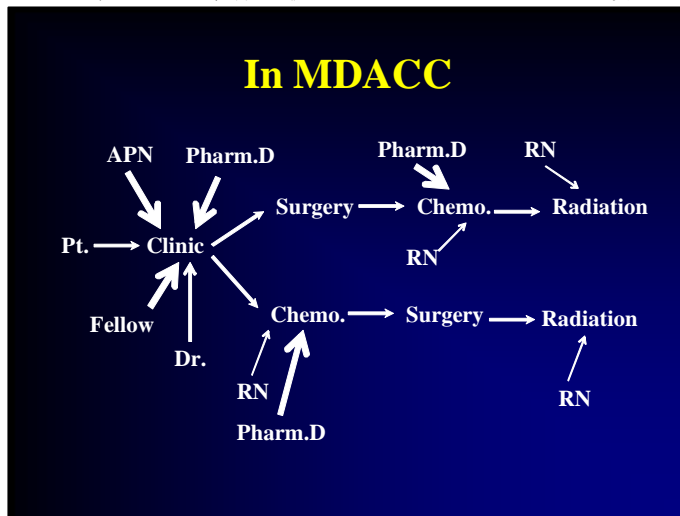 In MDACC
APN
Pharm.D
Pharm.D
RN
Surgery
Chemo.
Radiation
Pt.
Clinic
RN
Fellow
Chemo.
Surgery
Radiation
Dr.
RN
RN
Pharm.D